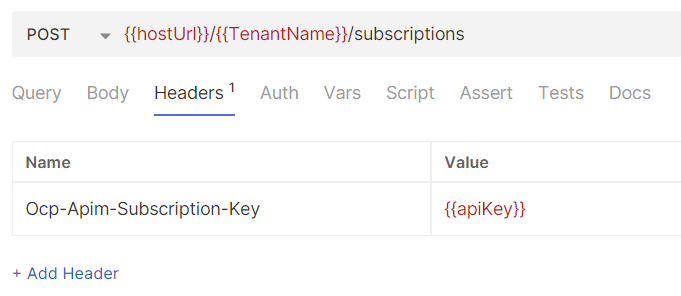 POST {{hostUrl}}/{{TenantName}}/subscriptions
Query Body Headers 1 Auth Vars Script Assert Tests Docs
Name Value
Ocp-Apim-Subscription-Key {{apiKey}}
+ Add Header